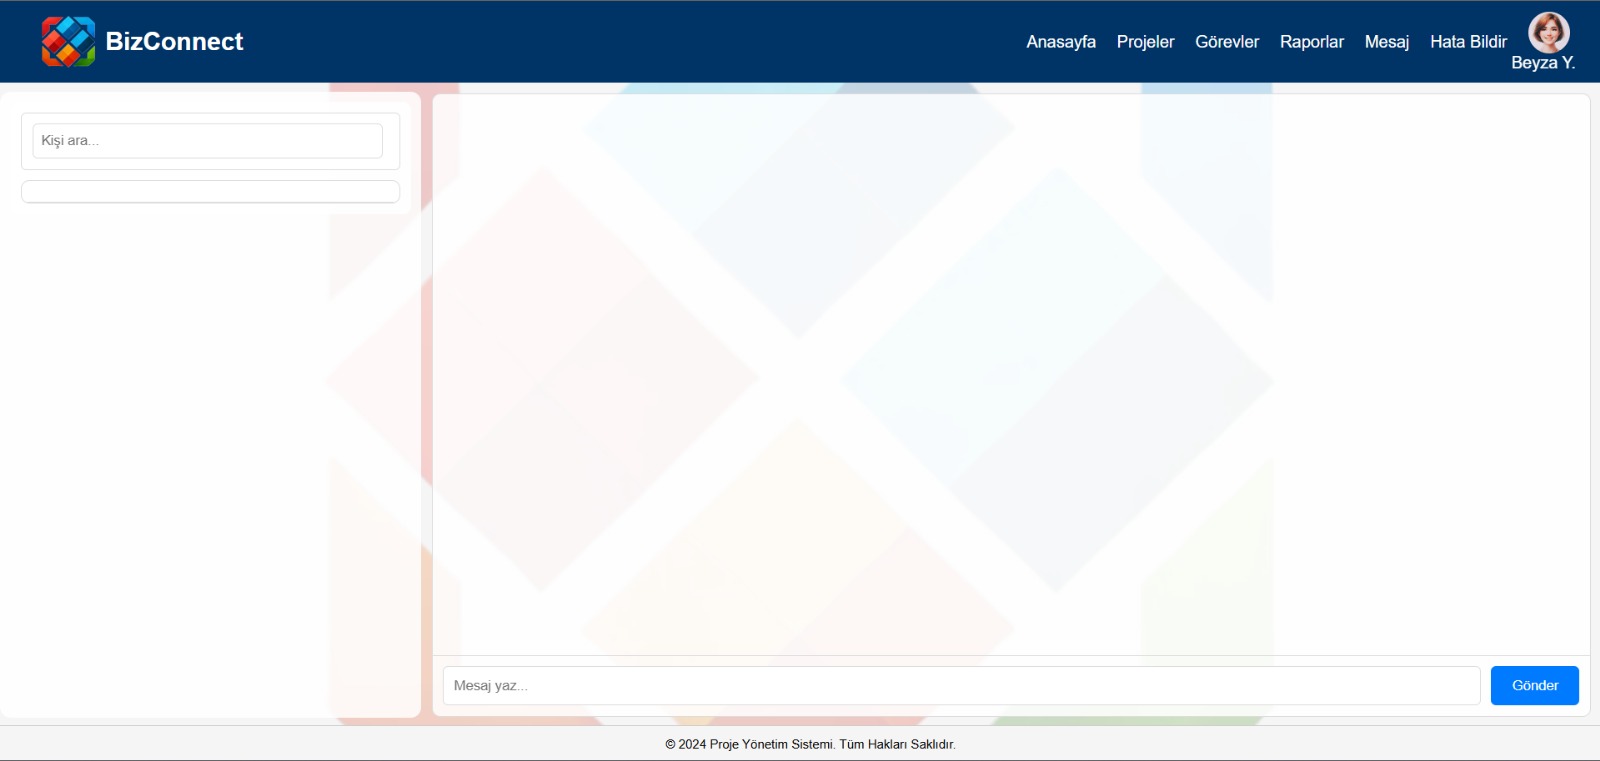 BizConnect
Anasayfa Projeler Görevler Raporlar Mesaj Hata Bildir
Beyza Y.
Kişi ara...
Mesaj yaz...
Gönder
© 2024 Proje Yönetim Sistemi. Tüm Hakları Saklıdır.